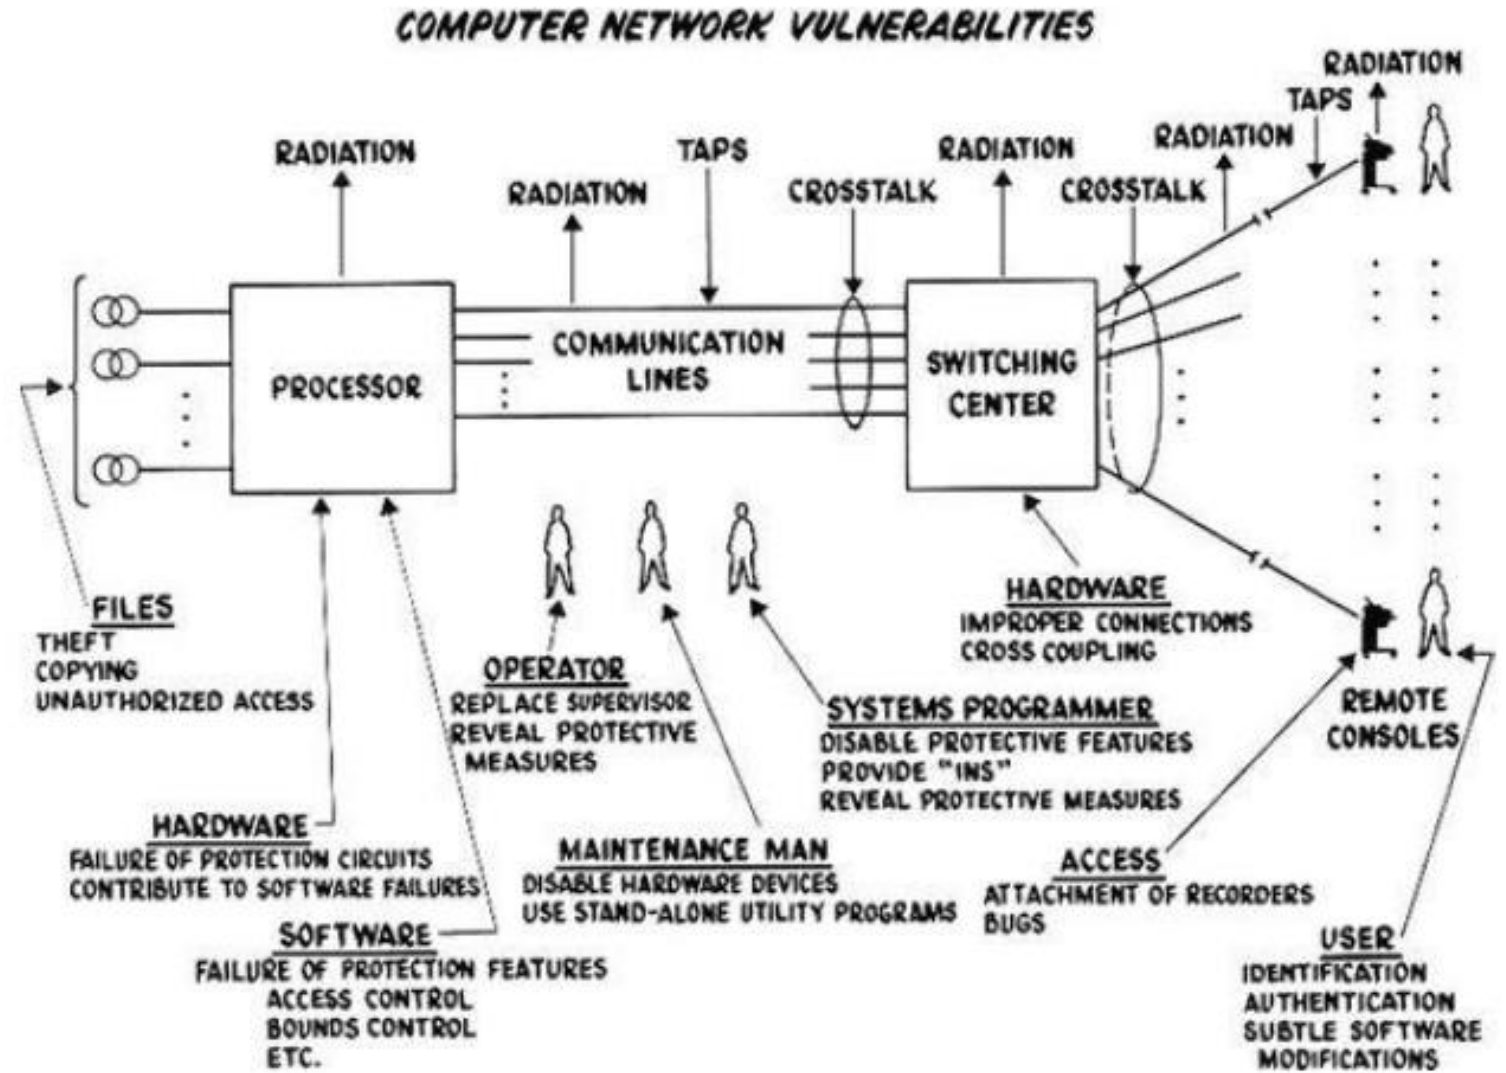 COMPUTER NETWORK VULNERABILITIES
RADIATION
TAPS
RADIATION
RADIATION
TAPS
RADIATION
RADIATION
CROSSTALK
CROSSTALK
PROCESSOR
COMMUNICATION
LINES
SWITCHING
CENTER
FILES
THEFT
COPYING
UNAUTHORIZED ACCESS
OPERATOR
REPLACE SUPERVISOR
REVEAL PROTECTIVE
MEASURES
HARDWARE
IMPROPER CONNECTIONS
CROSS COUPLING
SYSTEMS PROGRAMMER
DISABLE PROTECTIVE FEATURES
PROVIDE "INS"
REVEAL PROTECTIVE MEASURES
REMOTE
CONSOLES
HARDWARE
FAILURE OF PROTECTION CIRCUITS
CONTRIBUTE TO SOFTWARE FAILURES
MAINTENANCE MAN
DISABLE HARDWARE DEVICES
USE STAND-ALONE UTILITY PROGRAMS
ACCESS
ATTACHMENT OF RECORDERS
BUGS
SOFTWARE
FAILURE OF PROTECTION FEATURES
ACCESS CONTROL
BOUNDS CONTROL
ETC.
USER
IDENTIFICATION
AUTHENTICATION
SUBTLE SOFTWARE
MODIFICATIONS